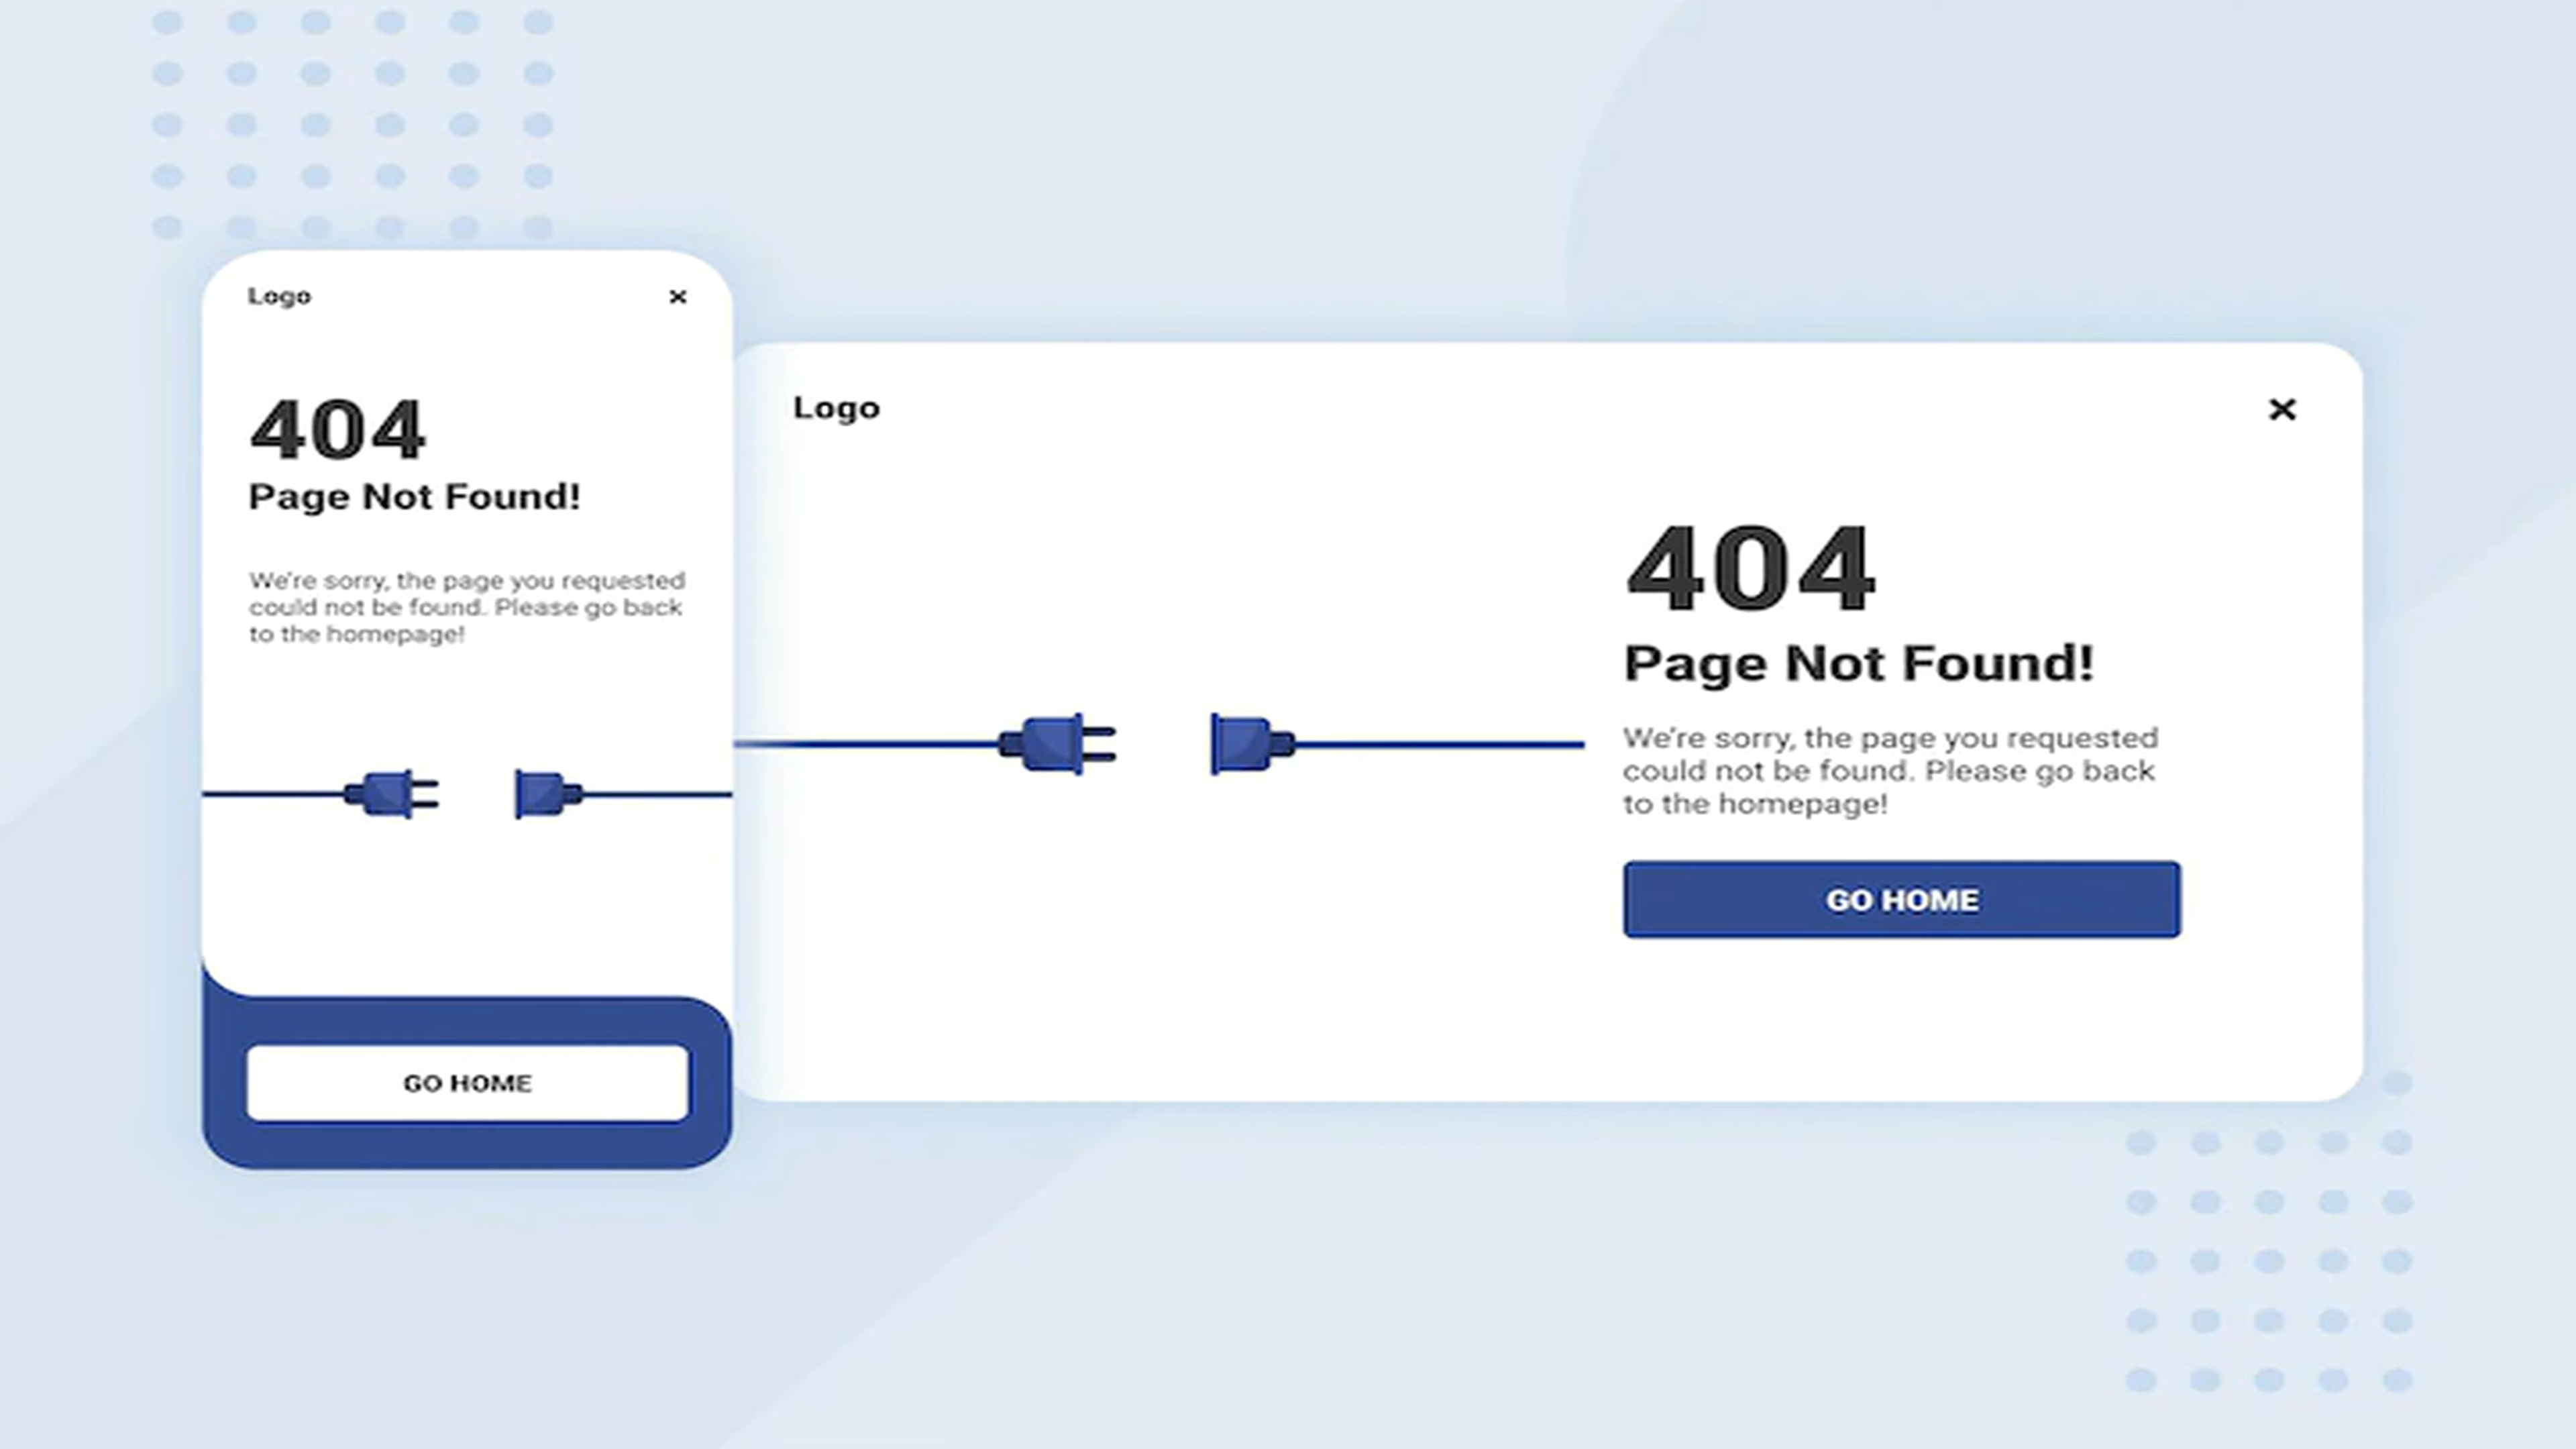 Logo
404
Page Not Found!
We're sorry, the page you requested
could not be found. Please go back
to the homepage!
GO HOME
Logo
404
Page Not Found!
We're sorry, the page you requested
could not be found. Please go back
to the homepage!
GO HOME